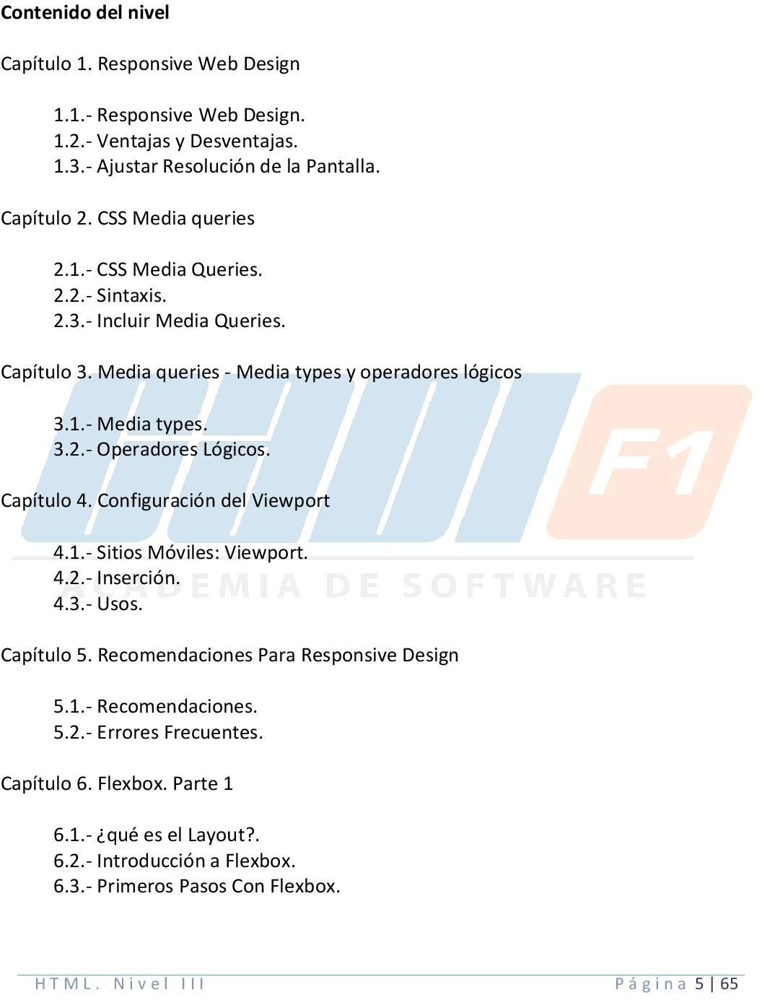 Contenido del nivel
Capítulo 1. Responsive Web Design
1.1.- Responsive Web Design.
1.2.- Ventajas y Desventajas.
1.3.- Ajustar Resolución de la Pantalla.
Capítulo 2. CSS Media queries
2.1.- CSS Media Queries.
2.2.- Sintaxis.
2.3.- Incluir Media Queries.
Capítulo 3. Media queries - Media types y operadores lógicos
3.1.- Media types.
3.2.- Operadores Lógicos.
F1
Capítulo 4. Configuración del Viewport
4.1.- Sitios Móviles: Viewport.
4.2.- Inserción.
ACADEMIA DE SOFTWARE
4.3.- Usos.
Capítulo 5. Recomendaciones Para Responsive Design
5.1.- Recomendaciones.
5.2.- Errores Frecuentes.
Capítulo 6. Flexbox. Parte 1
6.1.- ¿qué es el Layout?.
6.2.- Introducción a Flexbox.
6.3.- Primeros Pasos Con Flexbox.
HTML. Nivel III Página 5 | 65